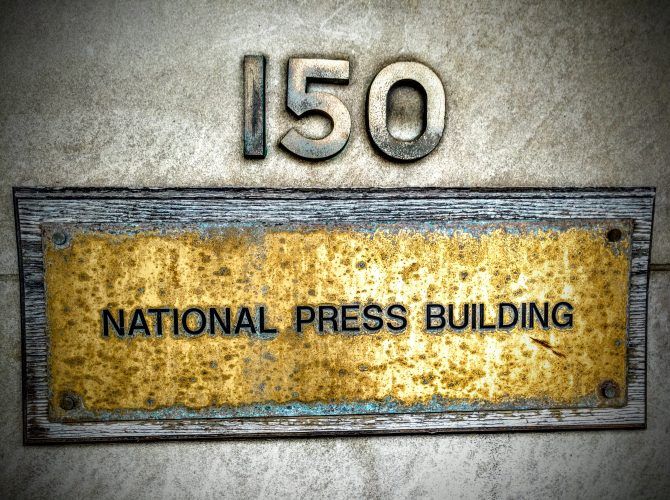 150
NATIONAL PRESS BUILDING